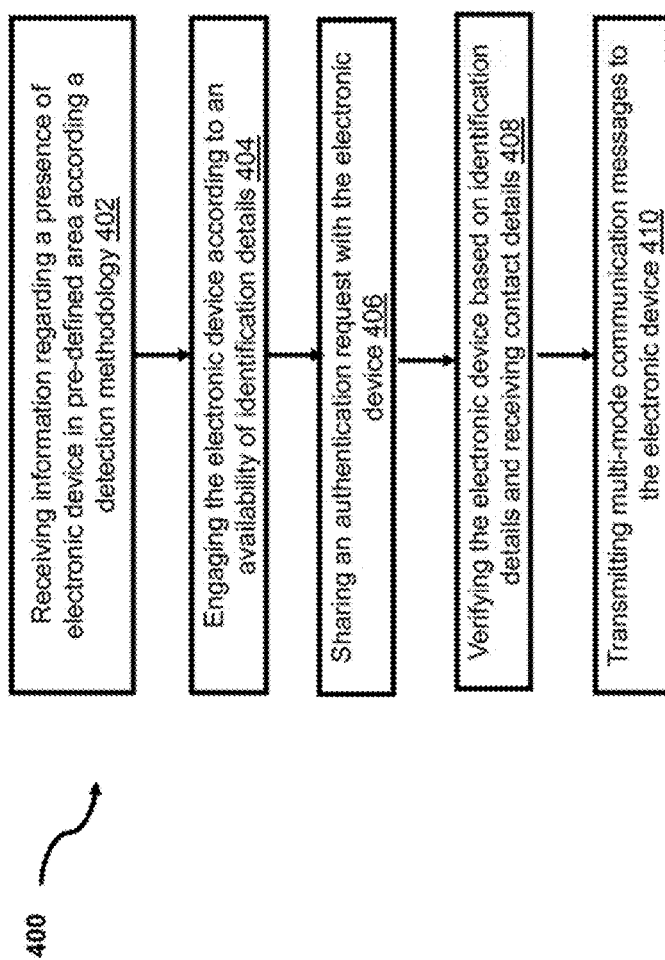 400
Receiving information regarding a presence of
electronic device in pre-defined area according a
detection methodology 402
Engaging the electronic device according to an
availability of identification details 404
Sharing an authentication request with the electronic
device 406
Verifying the electronic device based on identification
details and receiving contact details 408
Transmitting multi-mode communication messages to
the electronic device 410